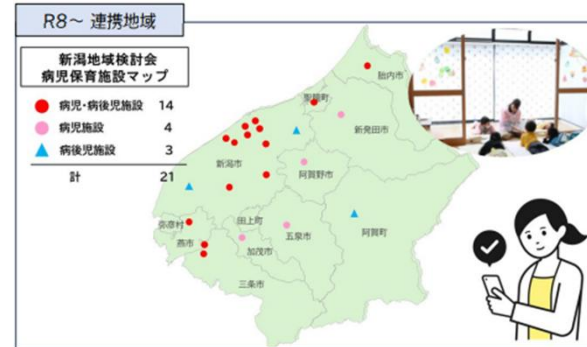 R8～ 連携地域
新潟地域検討会
病児保育施設マップ
病児・病後児施設 14
病児施設 4
病後児施設 3
計 21
胎内市
聖籠町
新発田市
新潟市
阿賀野市
弥彦村
燕市
田上町
加茂市
五泉市
阿賀町
三条市